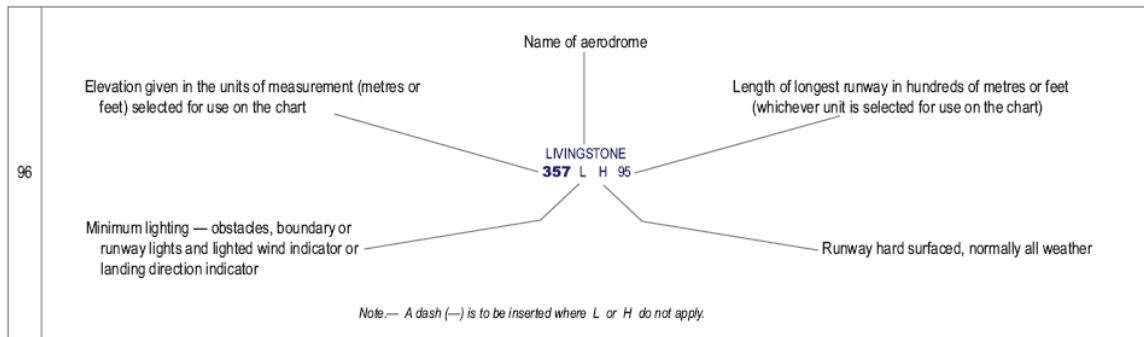 Name of aerodrome
Elevation given in the units of measurement (metres or
feet) selected for use on the chart
Length of longest runway in hundreds of metres or feet
(whichever unit is selected for use on the chart)
96
LIVINGSTONE
357 L H 95
Minimum lighting — obstacles, boundary or
runway lights and lighted wind indicator or
landing direction indicator
Runway hard surfaced, normally all weather
Note.— A dash (—) is to be inserted where L or H do not apply.